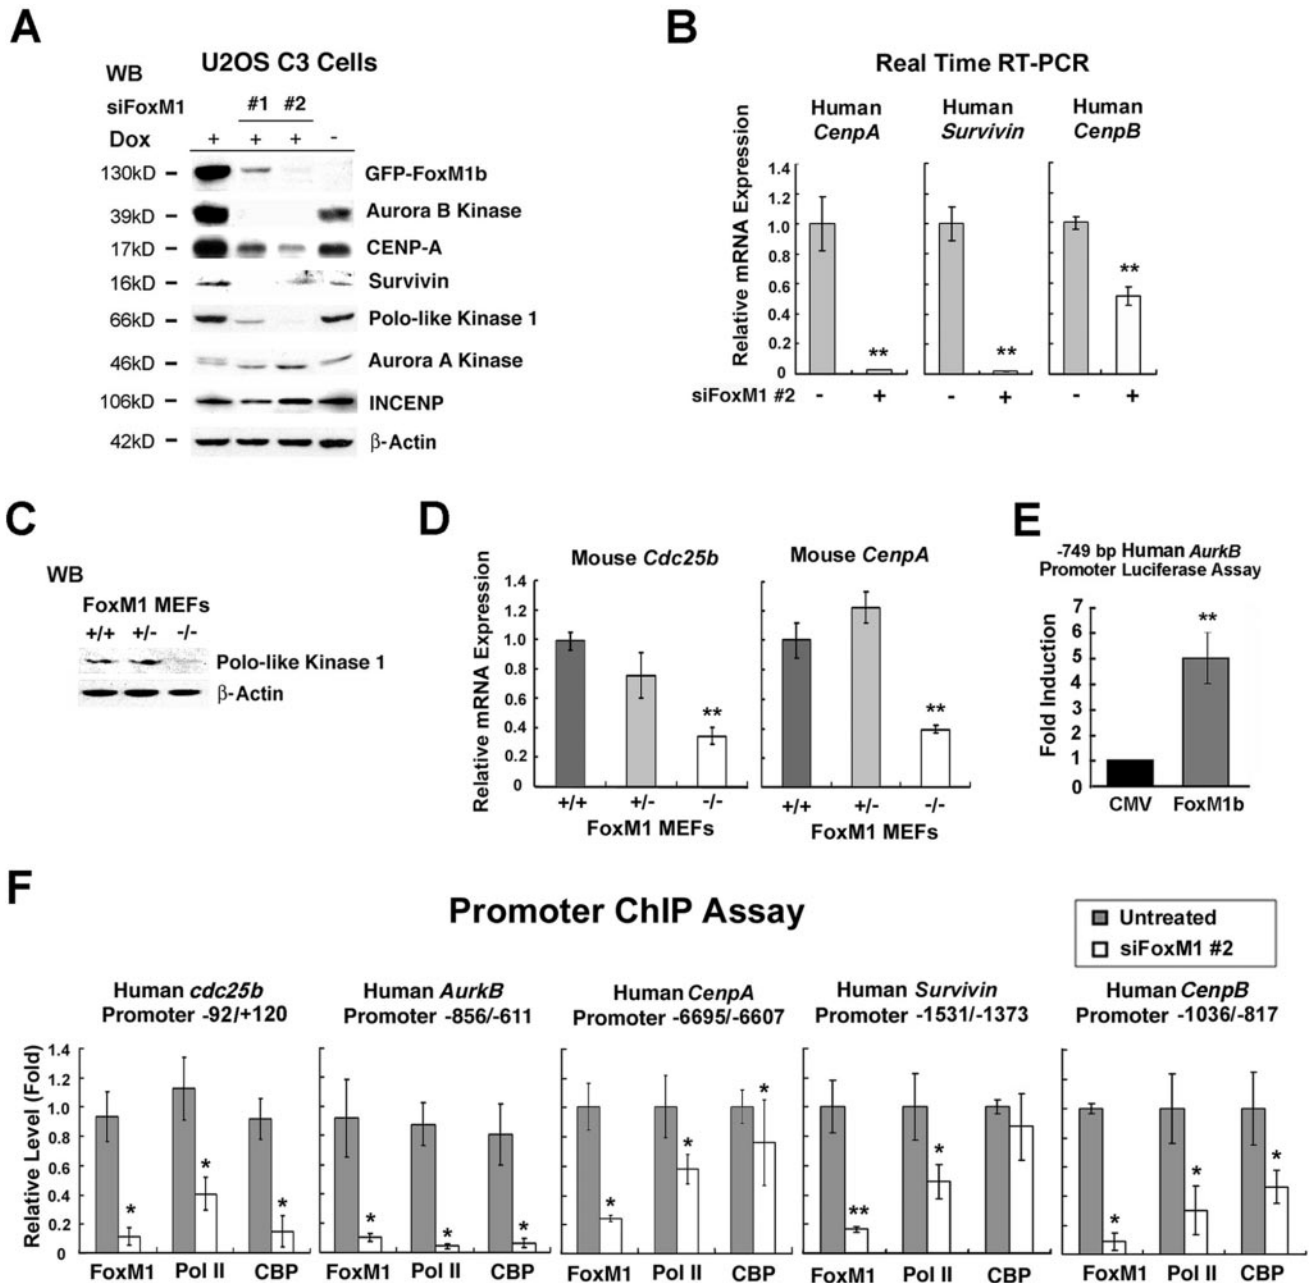 A
U2OS C3 Cells
WB
siFoxM1 #1 #2
Dox + + + -
130kD - GFP-FoxM1b
39kD - Aurora B Kinase
17kD - CENP-A
16kD - Survivin
66kD - Polo-like Kinase 1
46kD - Aurora A Kinase
106kD - INCENP
42kD - β-Actin
B
Real Time RT-PCR
Human CenpA
Human Survivin
Human CenpB
Relative mRNA Expression
1.4
1.2
1.0
0.8
0.6
0.4
0.2
0
**
**
**
siFoxM1 #2 - + - + - +
C
WB
FoxM1 MEFs
+/+ +/- -/-
Polo-like Kinase 1
β-Actin
D
Mouse Cdc25b
Mouse CenpA
Relative mRNA Expression
1.4
1.2
1.0
0.8
0.6
0.4
0.2
0
**
**
+/+ +/- -/- +/+ +/- -/-
FoxM1 MEFs
FoxM1 MEFs
E
-749 bp Human AurkB
Promoter Luciferase Assay
Fold Induction
7
6
5
4
3
2
1
0
**
CMV FoxM1b
F
Promoter ChIP Assay
Untreated
siFoxM1 #2
Human cdc25b
Promoter -92/+120
Human AurkB
Promoter -856/-611
Human CenpA
Promoter -6695/-6607
Human Survivin
Promoter -1531/-1373
Human CenpB
Promoter -1036/-817
Relative Level (Fold)
1.4
1.2
1.0
0.8
0.6
0.4
0.2
0
* * *
* * *
* * *
** *
* * *
FoxM1 Pol II CBP
FoxM1 Pol II CBP
FoxM1 Pol II CBP
FoxM1 Pol II CBP
FoxM1 Pol II CBP